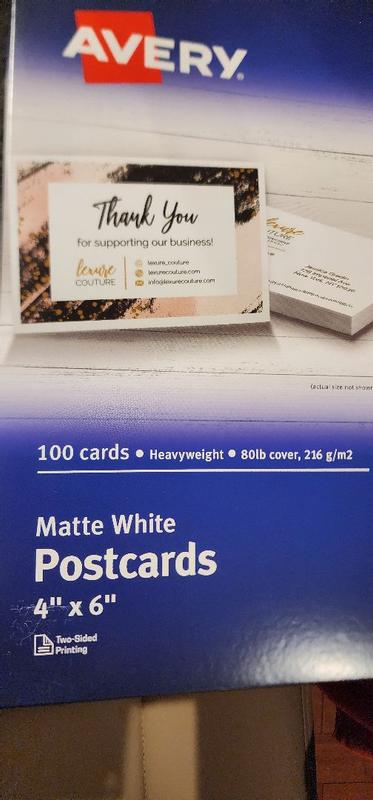 AVERY
Thank You
for supporting our business!
lexure
COUTURE
lexure_couture
lexurecouture.com
info@lexurecouture.com
(actual size not shown
100 cards • Heavyweight • 80lb cover, 216 g/m2
Matte White
Postcards
4" x 6"
Two-Sided
Printing